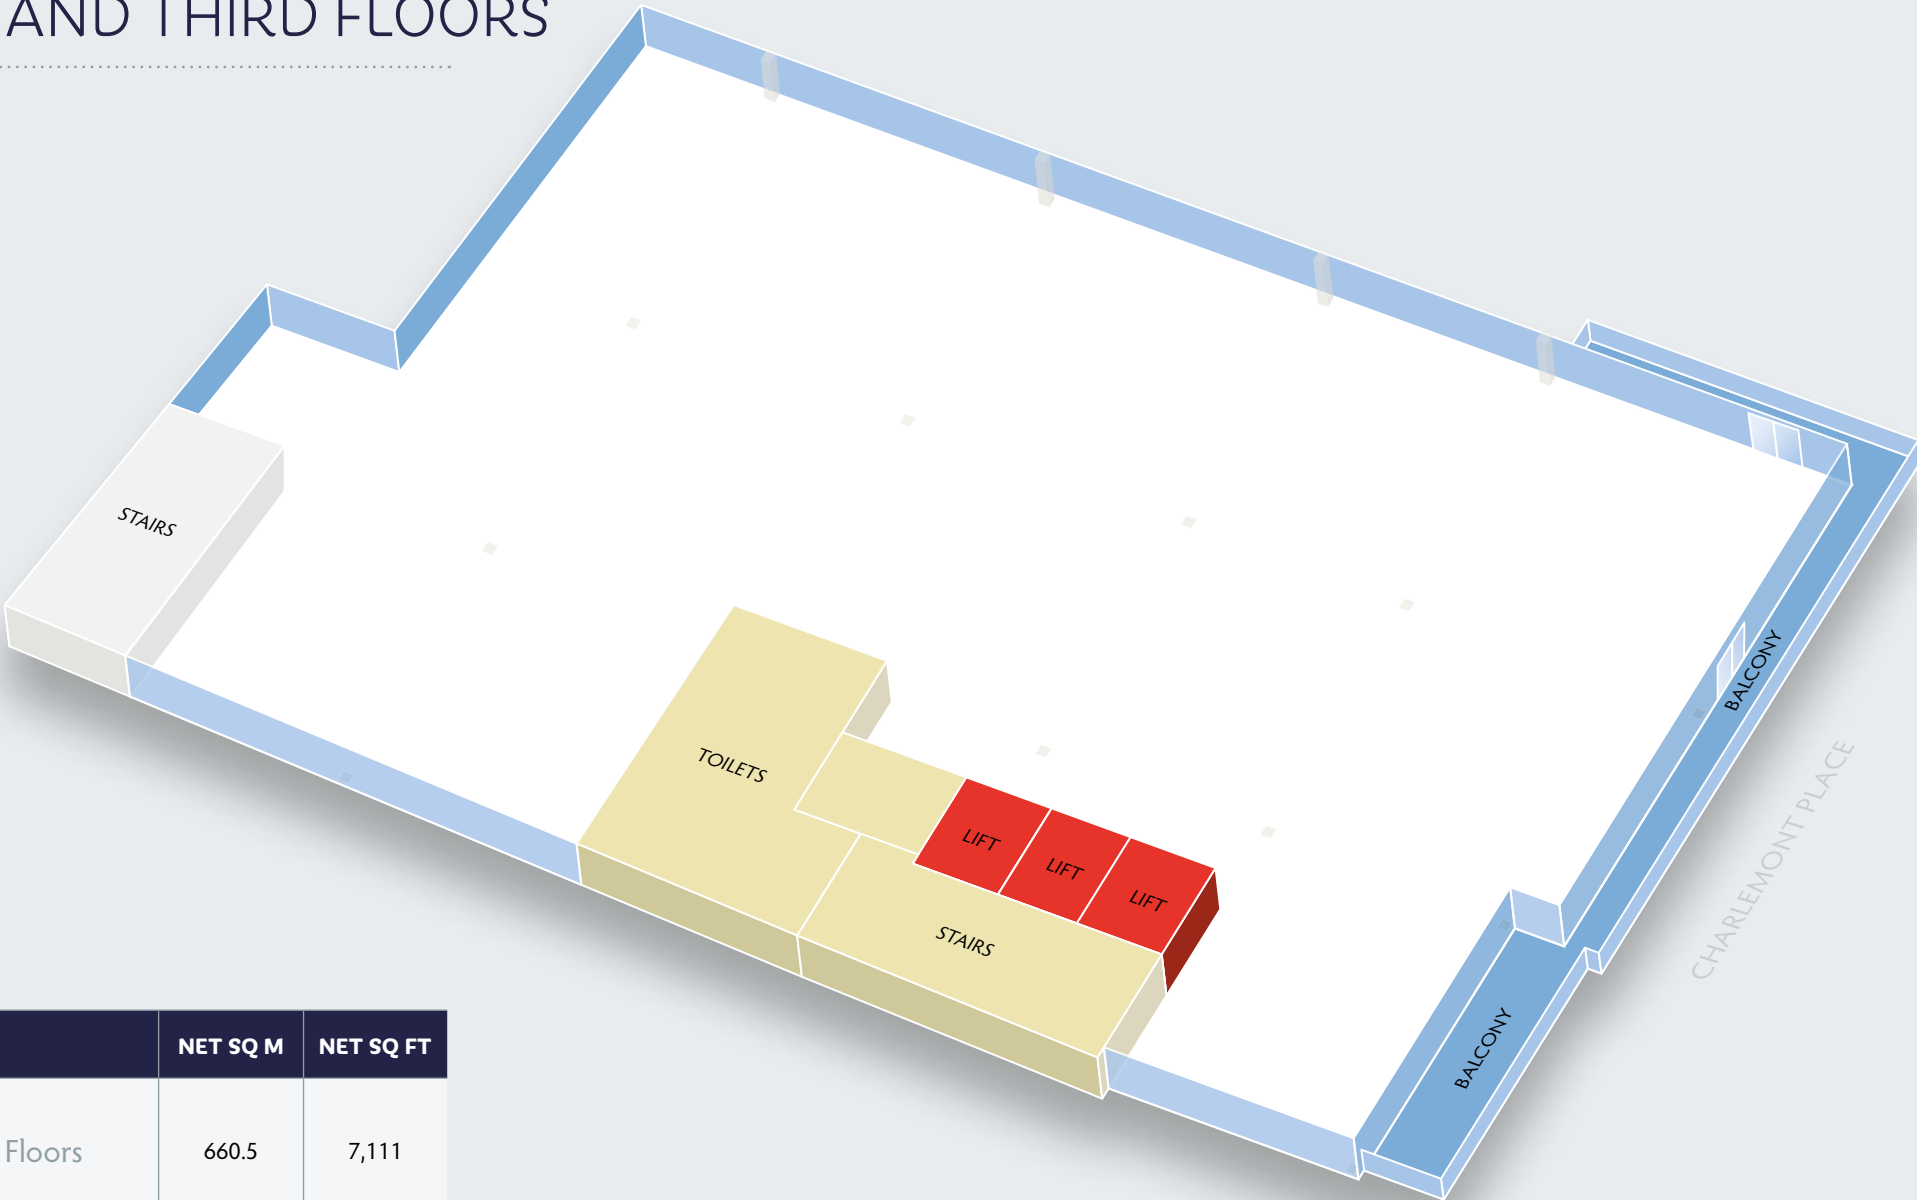 AND THIRD FLOORS
STAIRS
TOILETS
LIFT
LIFT
LIFT
STAIRS
BALCONY
BALCONY
CHARLEMONT PLACE
NET SQ M
NET SQ FT
Floors
660.5
7,111